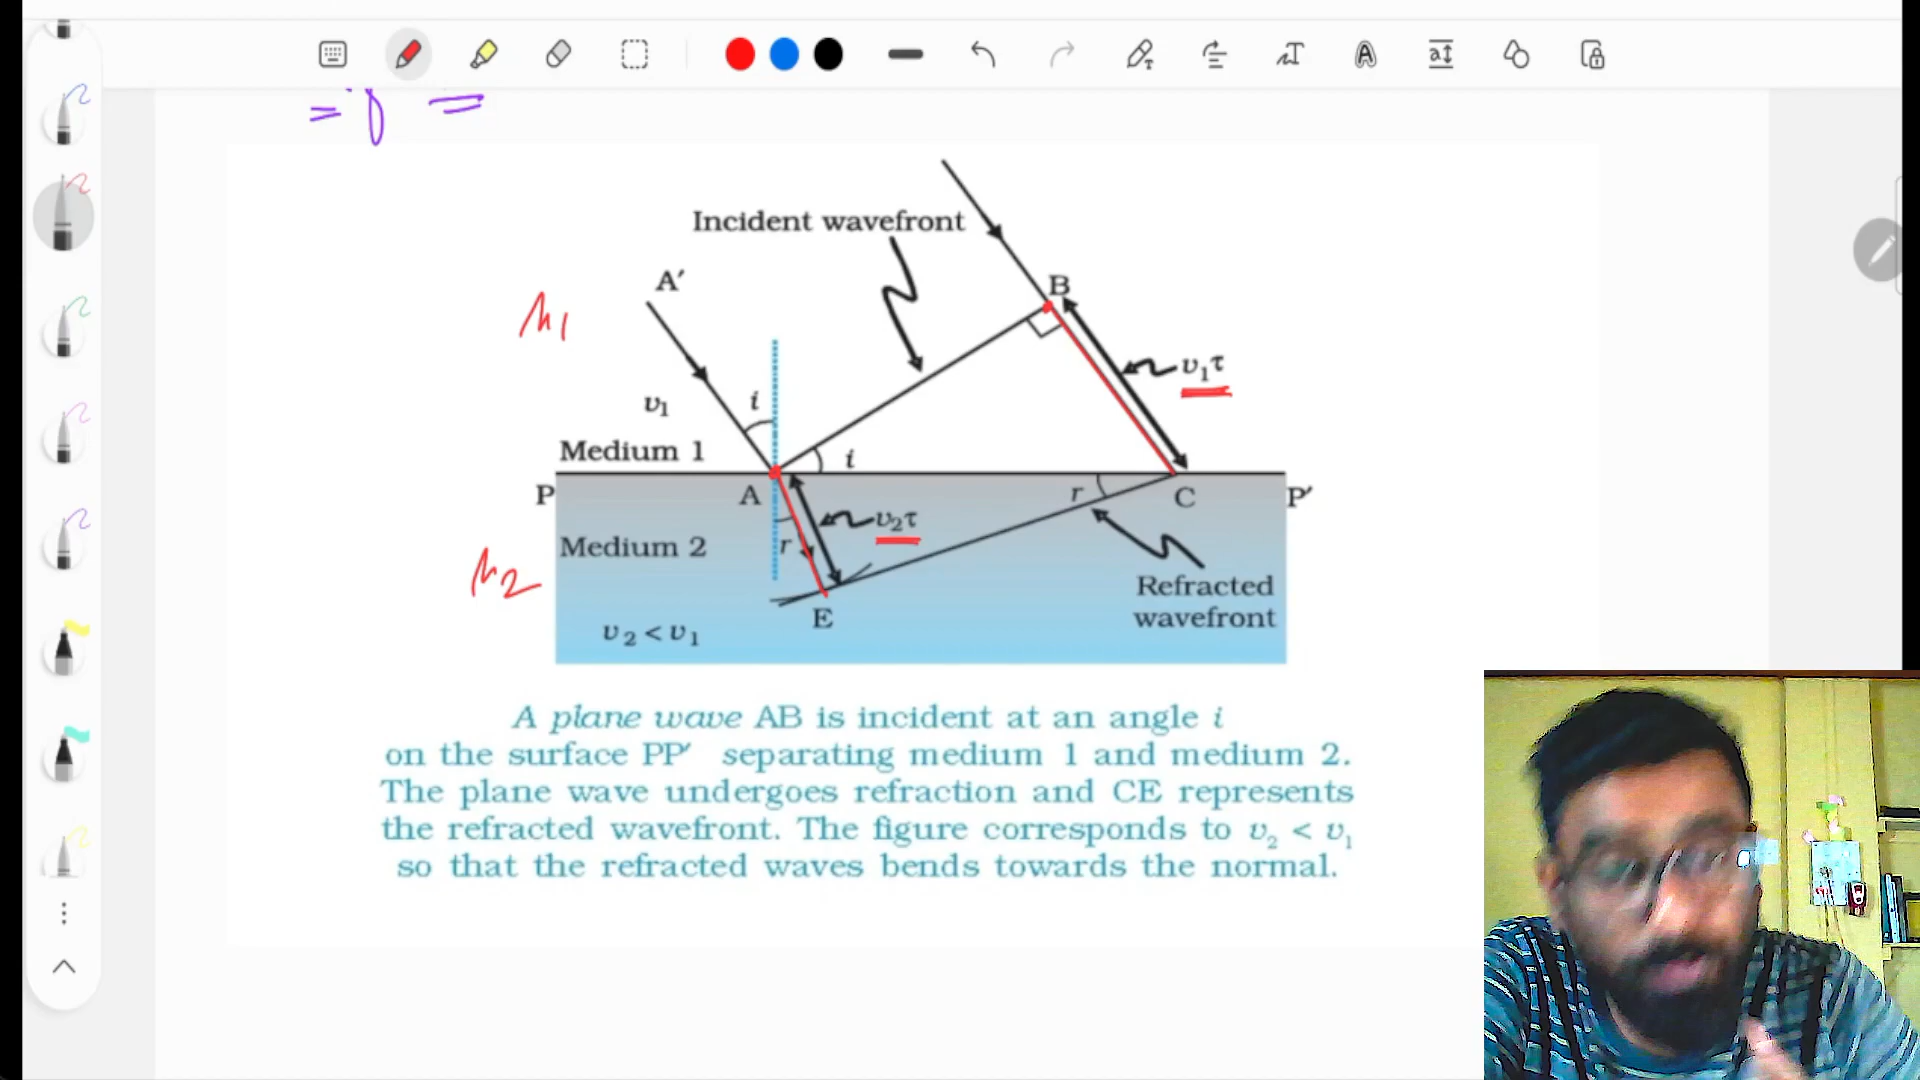 Incident wavefront
A′
B
μ1
v₁τ
v₁
i
Medium 1
i
P
A
r
C
P′
v₂τ
Medium 2
r
μ2
Refracted
wavefront
E
v₂ < v₁
A plane wave AB is incident at an angle i
on the surface PP′ separating medium 1 and medium 2.
The plane wave undergoes refraction and CE represents
the refracted wavefront. The figure corresponds to v₂ < v₁
so that the refracted waves bends towards the normal.